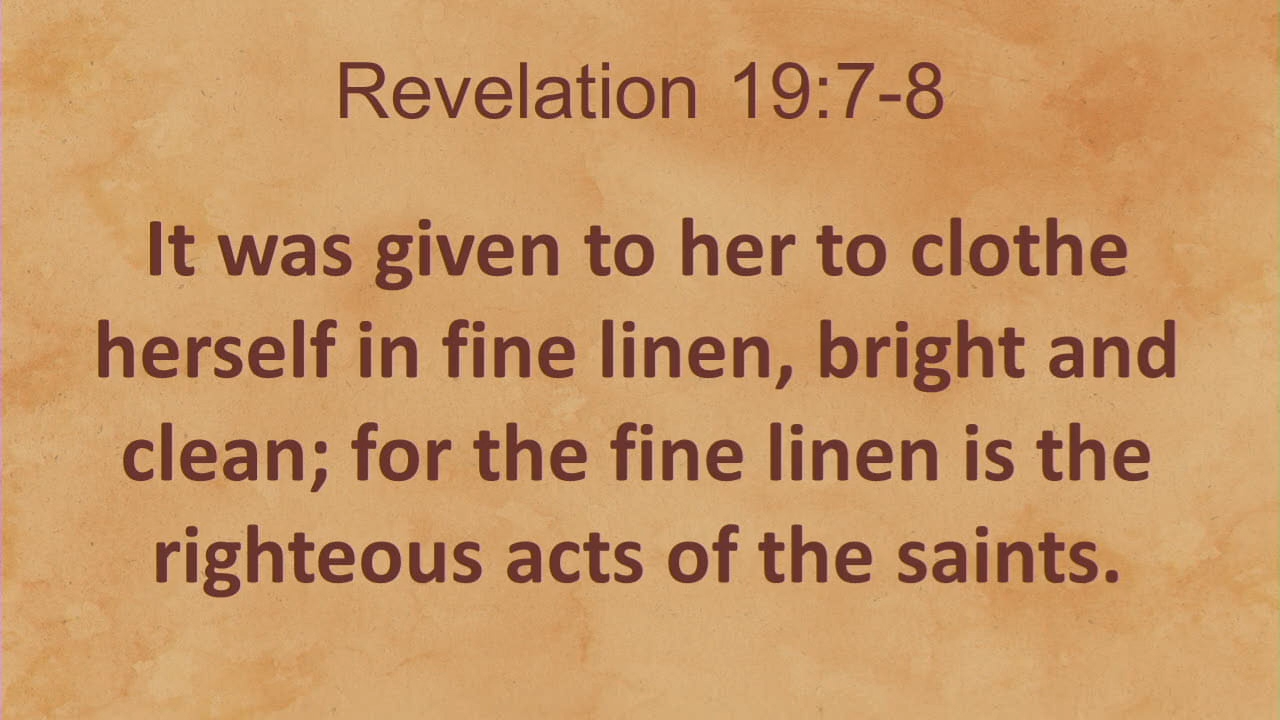 Revelation 19:7-8
It was given to her to clothe
herself in fine linen, bright and
clean; for the fine linen is the
righteous acts of the saints.